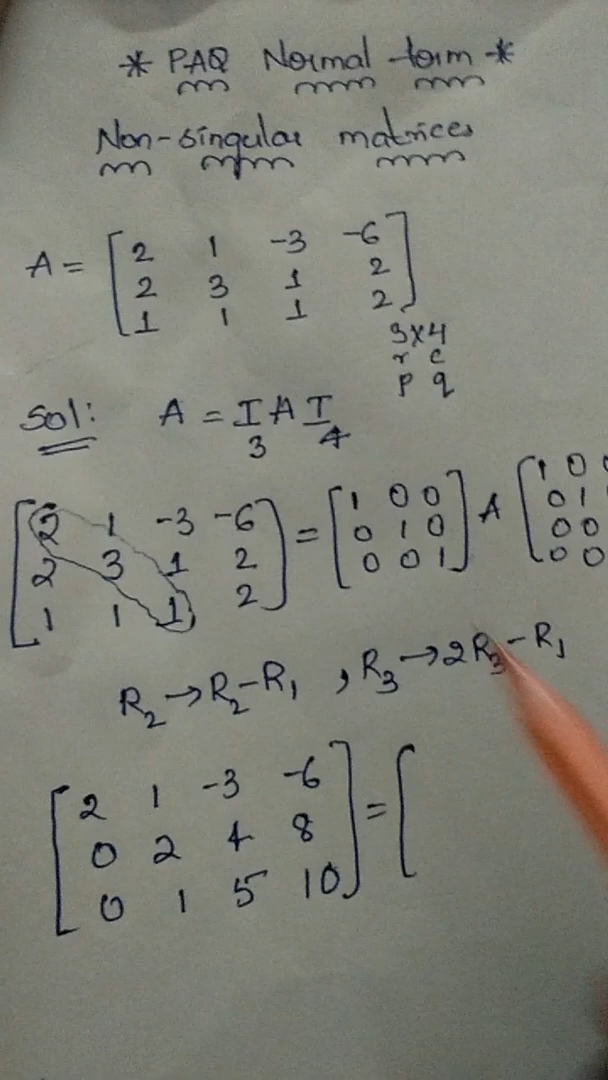 * PAQ Normal form *
Non-singular matrices
A = [2 1 -3 -6
2 3 1 2
1 1 1 2]
3x4
r c
p q
Sol: A = I₃ A I₄
[2 1 -3 -6
2 3 1 2
1 1 1 2] = [1 0 0
0 1 0
0 0 1] A [1 0
0 1
0 0
0 0
R₂→R₂-R₁ , R₃→2R₃-R₁
[2 1 -3 -6
0 2 4 8
0 1 5 10] = [